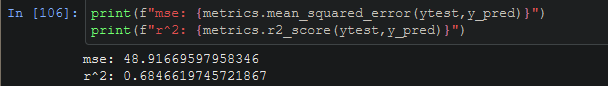 In [106]: print(f"mse: {metrics.mean_squared_error(ytest,y_pred)}")
print(f"r^2: {metrics.r2_score(ytest,y_pred)}")
mse: 48.91669597958346
r^2: 0.6846619745721867